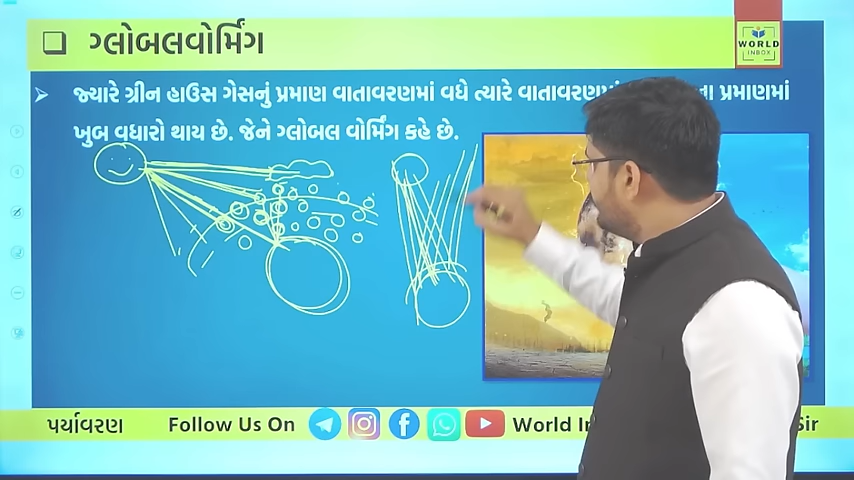 ગ્લોબલવોર્મિંગ
WORLD
INBOX
જ્યારે ગ્રીન હાઉસ ગેસનું પ્રમાણ વાતાવરણમાં વધે ત્યારે પ્રમાણમાં
ખુબ વધારો થાય છે. જેને ગ્લોબલ વોર્મિંગ કહે છે.
પર્યાવરણ Follow Us On World Sir